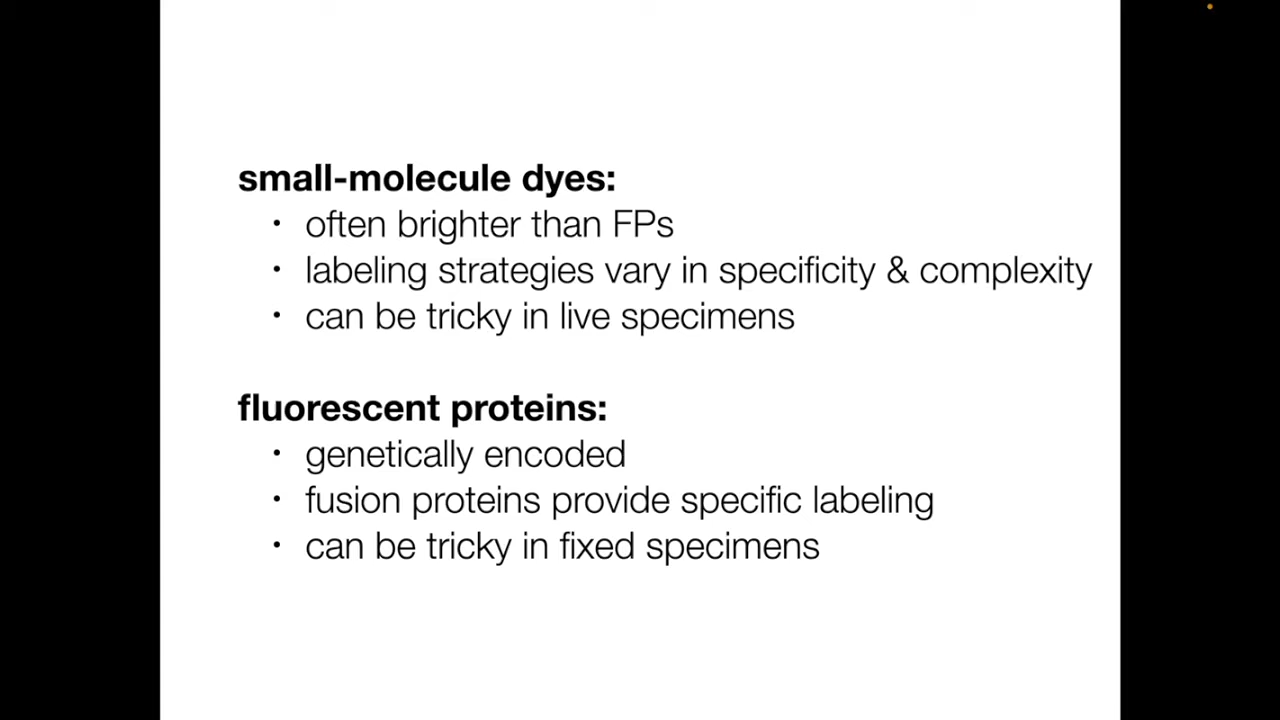 small-molecule dyes:
• often brighter than FPs
• labeling strategies vary in specificity & complexity
• can be tricky in live specimens
fluorescent proteins:
• genetically encoded
• fusion proteins provide specific labeling
• can be tricky in fixed specimens